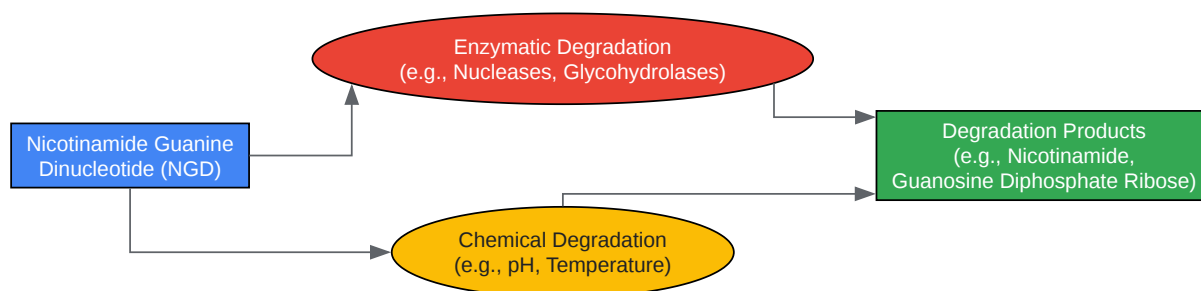 Enzymatic Degradation
(e.g., Nucleases, Glycohydrolases)
Nicotinamide Guanine
Dinucleotide (NGD)
Degradation Products
(e.g., Nicotinamide,
Guanosine Diphosphate Ribose)
Chemical Degradation
(e.g., pH, Temperature)